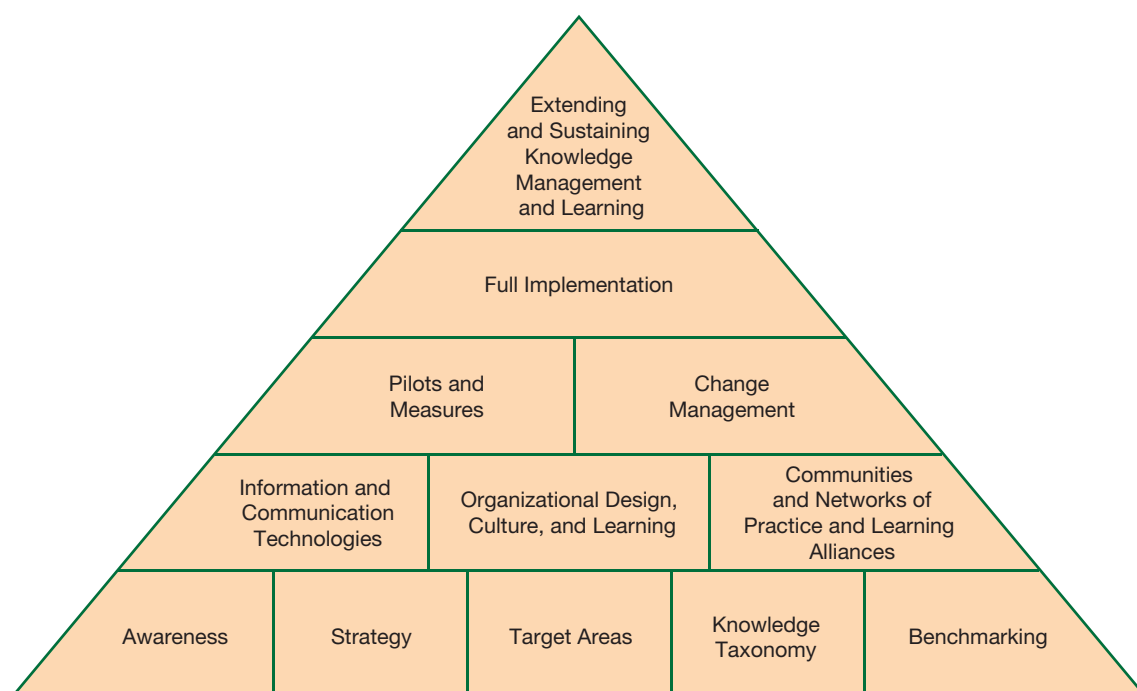 Extending
and Sustaining
Knowledge
Management
and Learning
Full Implementation
Pilots and
Measures
Change
Management
Information and
Communication
Technologies
Organizational Design,
Culture, and Learning
Communities
and Networks of
Practice and Learning
Alliances
Awareness
Strategy
Target Areas
Knowledge
Taxonomy
Benchmarking